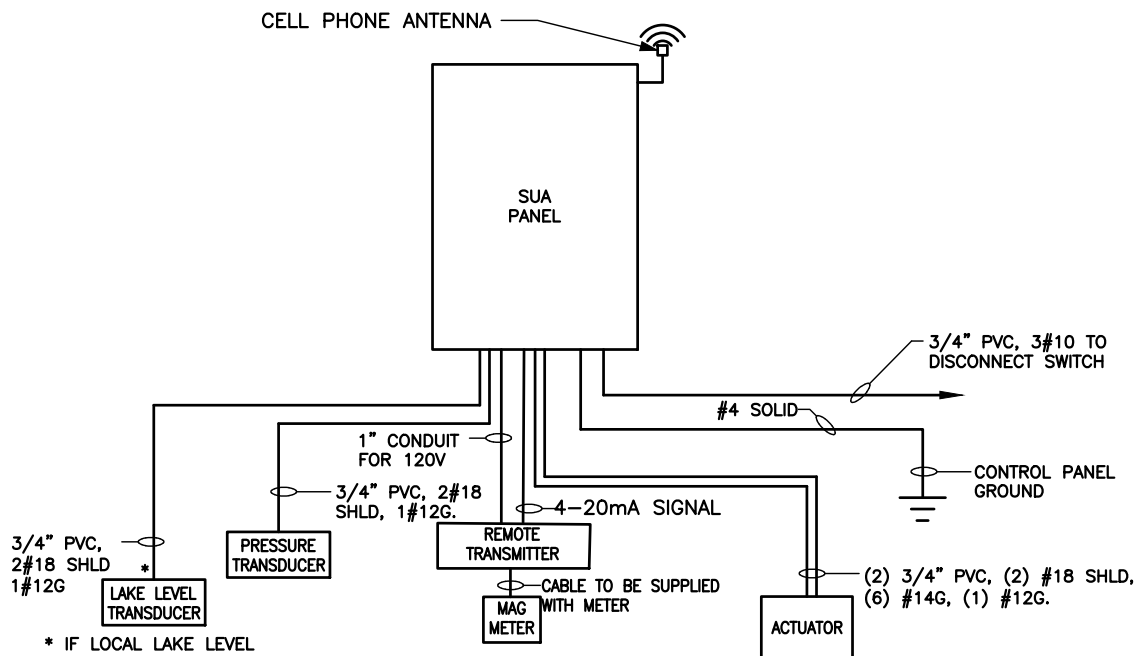 CELL PHONE ANTENNA
SUA
PANEL
3/4" PVC, 3#10 TO
DISCONNECT SWITCH
#4 SOLID
1" CONDUIT
FOR 120V
CONTROL PANEL
GROUND
3/4" PVC, 2#18
SHLD, 1#12G.
4-20mA SIGNAL
3/4" PVC,
2#18 SHLD *
1#12G
PRESSURE
TRANSDUCER
REMOTE
TRANSMITTER
LAKE LEVEL
TRANSDUCER
CABLE TO BE SUPPLIED
WITH METER
MAG
METER
(2) 3/4" PVC, (2) #18 SHLD,
(6) #14G, (1) #12G.
ACTUATOR
* IF LOCAL LAKE LEVEL